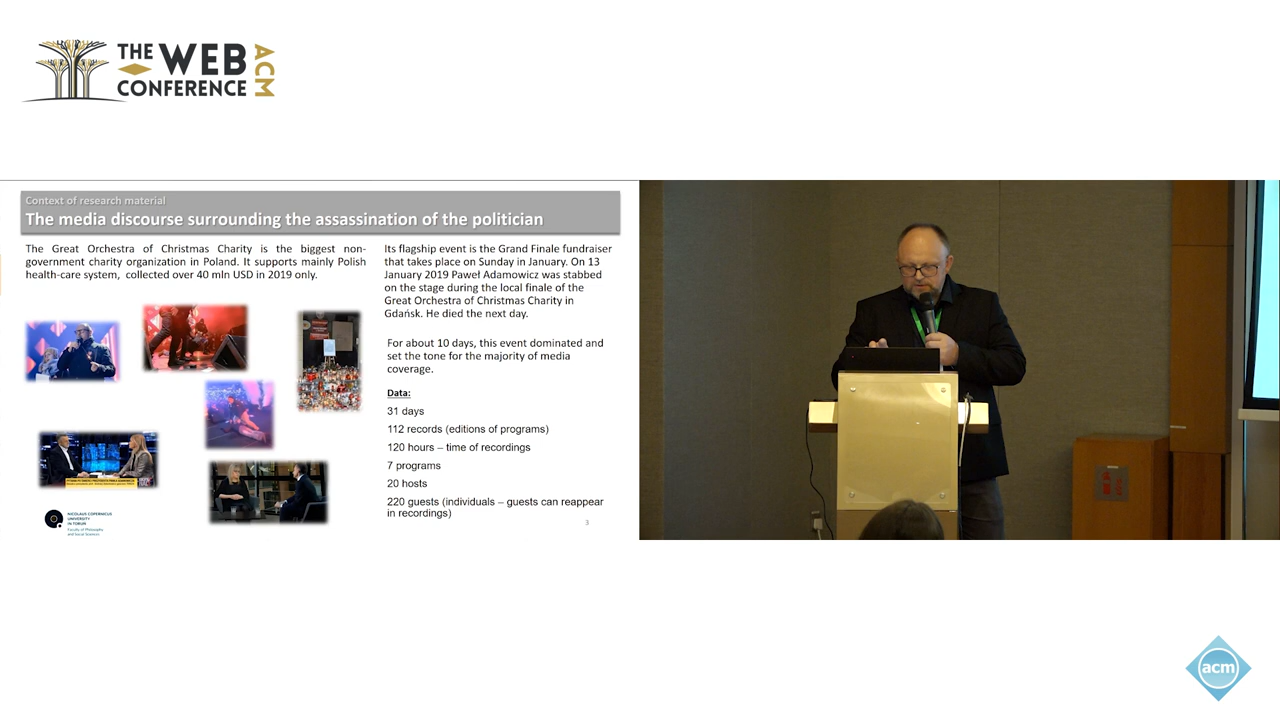 THE WEB
CONFERENCE
ACM
Context of research material
The media discourse surrounding the assassination of the politician
The Great Orchestra of Christmas Charity is the biggest non-
government charity organization in Poland. It supports mainly Polish
health-care system, collected over 40 mln USD in 2019 only.
Its flagship event is the Grand Finale fundraiser
that takes place on Sunday in January. On 13
January 2019 Paweł Adamowicz was stabbed
on the stage during the local finale of the
Great Orchestra of Christmas Charity in
Gdańsk. He died the next day.
For about 10 days, this event dominated and
set the tone for the majority of media
coverage.
Data:
31 days
112 records (editions of programs)
120 hours – time of recordings
7 programs
20 hosts
220 guests (individuals – guests can reappear
in recordings)
NICOLAUS COPERNICUS
UNIVERSITY
IN TORUŃ
Faculty of Philosophy
and Social Sciences
3
acm